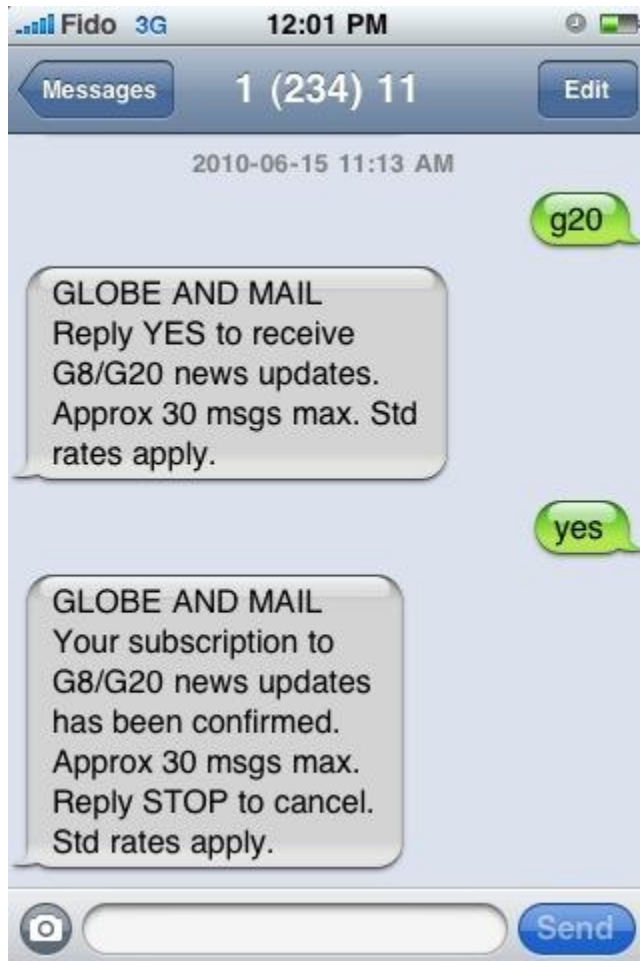 Fido 3G 12:01 PM
Messages 1 (234) 11 Edit
2010-06-15 11:13 AM
g20
GLOBE AND MAIL
Reply YES to receive
G8/G20 news updates.
Approx 30 msgs max. Std
rates apply.
yes
GLOBE AND MAIL
Your subscription to
G8/G20 news updates
has been confirmed.
Approx 30 msgs max.
Reply STOP to cancel.
Std rates apply.
Send